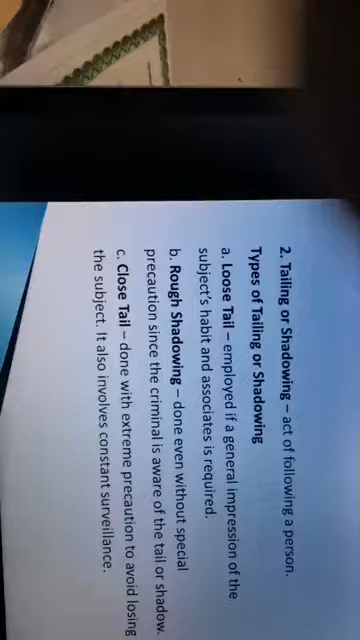 2. Tailing or Shadowing – act of following a person.
Types of Tailing or Shadowing
a. Loose Tail – employed if a general impression of the
subject's habit and associates is required.
b. Rough Shadowing – done even without special
precaution since the criminal is aware of the tail or shadow.
c. Close Tail – done with extreme precaution to avoid losing
the subject. It also involves constant surveillance.